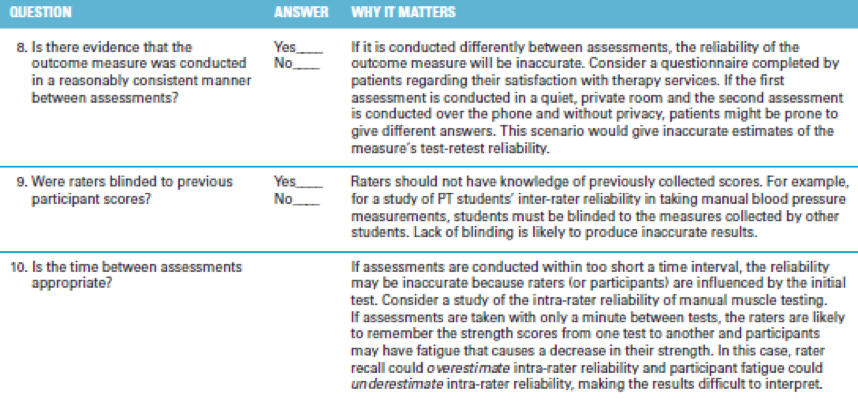 QUESTION ANSWER WHY IT MATTERS
8. Is there evidence that the
outcome measure was conducted
in a reasonably consistent manner
between assessments?
Yes____
No____
If it is conducted differently between assessments, the reliability of the
outcome measure will be inaccurate. Consider a questionnaire completed by
patients regarding their satisfaction with therapy services. If the first
assessment is conducted in a quiet, private room and the second assessment
is conducted over the phone and without privacy, patients might be prone to
give different answers. This scenario would give inaccurate estimates of the
measure's test-retest reliability.
9. Were raters blinded to previous
participant scores?
Yes____
No____
Raters should not have knowledge of previously collected scores. For example,
for a study of PT students' inter-rater reliability in taking manual blood pressure
measurements, students must be blinded to the measures collected by other
students. Lack of blinding is likely to produce inaccurate results.
10. Is the time between assessments
appropriate?
If assessments are conducted within too short a time interval, the reliability
may be inaccurate because raters (or participants) are influenced by the initial
test. Consider a study of the intra-rater reliability of manual muscle testing.
If assessments are taken with only a minute between tests, the raters are likely
to remember the strength scores from one test to another and participants
may have fatigue that causes a decrease in their strength. In this case, rater
recall could overestimate intra-rater reliability and participant fatigue could
underestimate intra-rater reliability, making the results difficult to interpret.